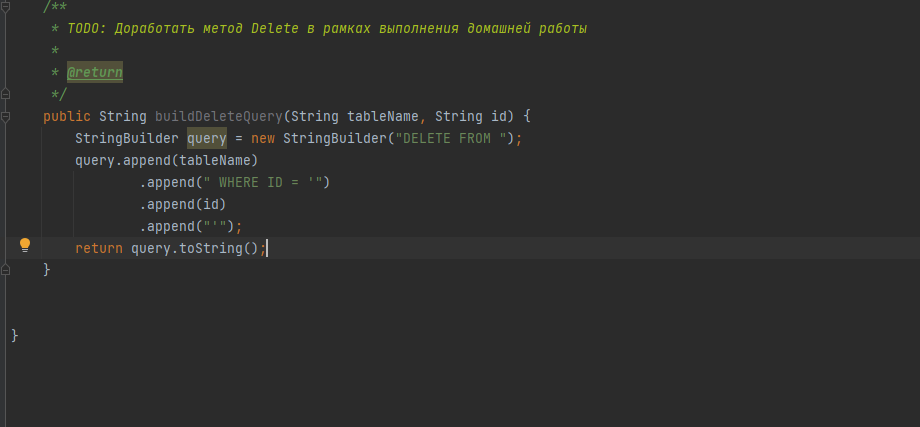 /**
 * TODO: Доработать метод Delete в рамках выполнения домашней работы
 *
 * @return
 */
public String buildDeleteQuery(String tableName, String id) {
    StringBuilder query = new StringBuilder("DELETE FROM ");
    query.append(tableName)
            .append(" WHERE ID = '")
            .append(id)
            .append("'");
    return query.toString();
}
}